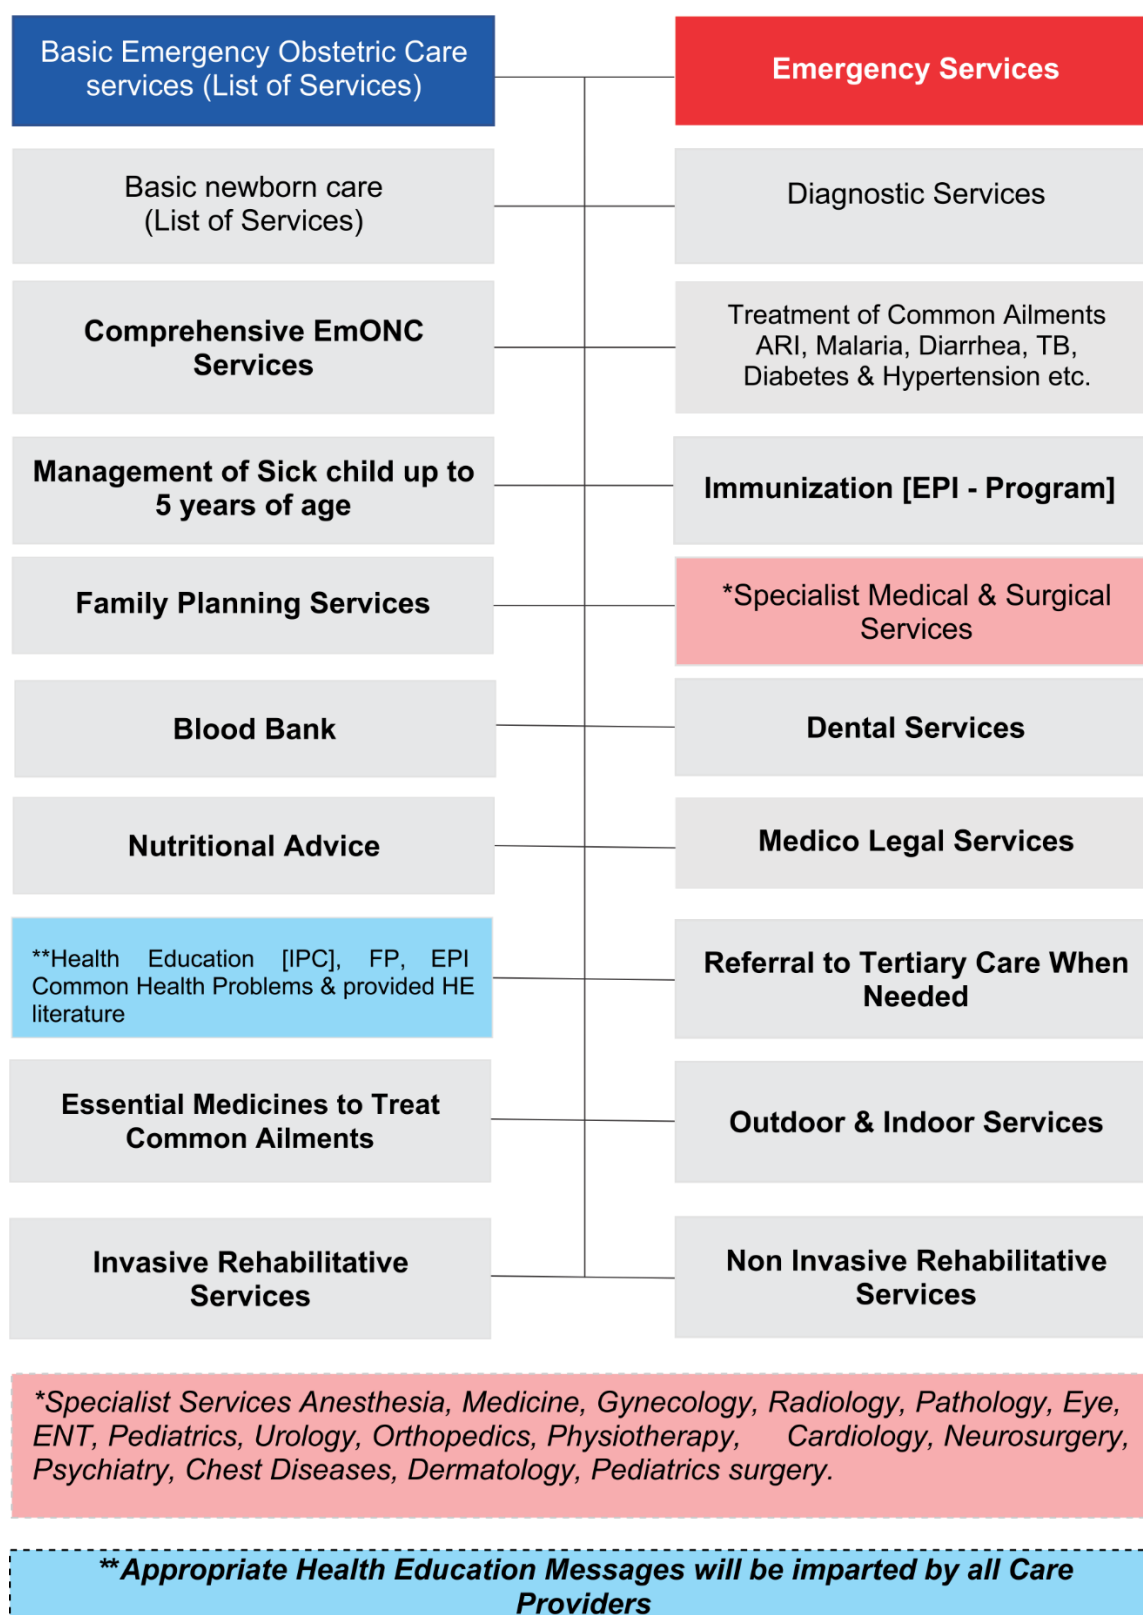 Basic Emergency Obstetric Care
services (List of Services)
Emergency Services
Basic newborn care
(List of Services)
Diagnostic Services
Comprehensive EmONC
Services
Treatment of Common Ailments
ARI, Malaria, Diarrhea, TB,
Diabetes & Hypertension etc.
Management of Sick child up to
5 years of age
Immunization [EPI - Program]
Family Planning Services
*Specialist Medical & Surgical
Services
Blood Bank
Dental Services
Nutritional Advice
Medico Legal Services
**Health Education [IPC], FP, EPI
Common Health Problems & provided HE
literature
Referral to Tertiary Care When
Needed
Essential Medicines to Treat
Common Ailments
Outdoor & Indoor Services
Invasive Rehabilitative
Services
Non Invasive Rehabilitative
Services
*Specialist Services Anesthesia, Medicine, Gynecology, Radiology, Pathology, Eye,
ENT, Pediatrics, Urology, Orthopedics, Physiotherapy, Cardiology, Neurosurgery,
Psychiatry, Chest Diseases, Dermatology, Pediatrics surgery.
**Appropriate Health Education Messages will be imparted by all Care
Providers